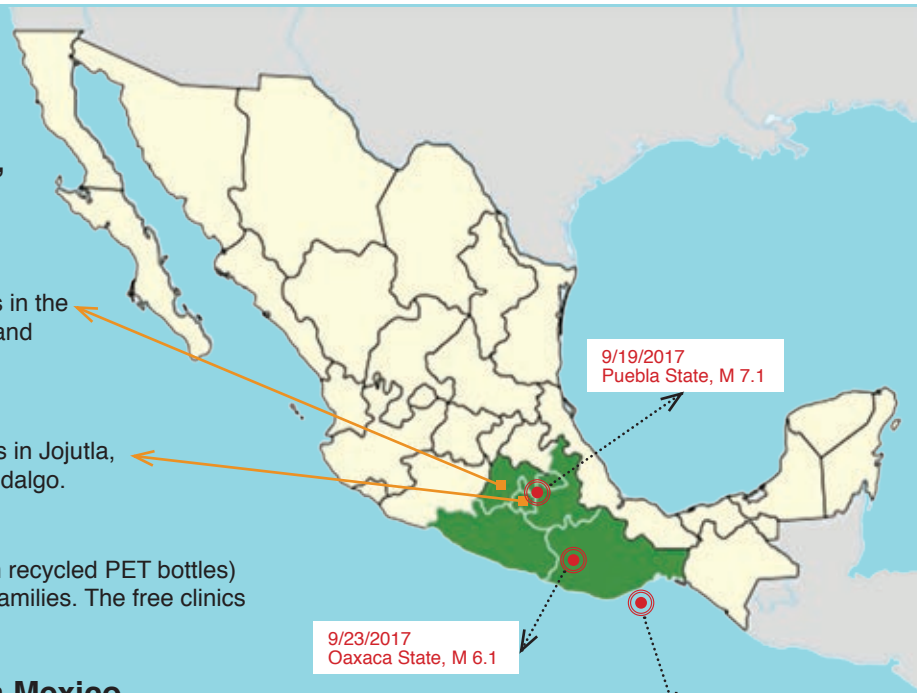 ,
s in the
and
9/19/2017
Puebla State, M 7.1
s in Jojutla,
dalgo.
recycled PET bottles)
amilies. The free clinics
9/23/2017
Oaxaca State, M 6.1
Mexico